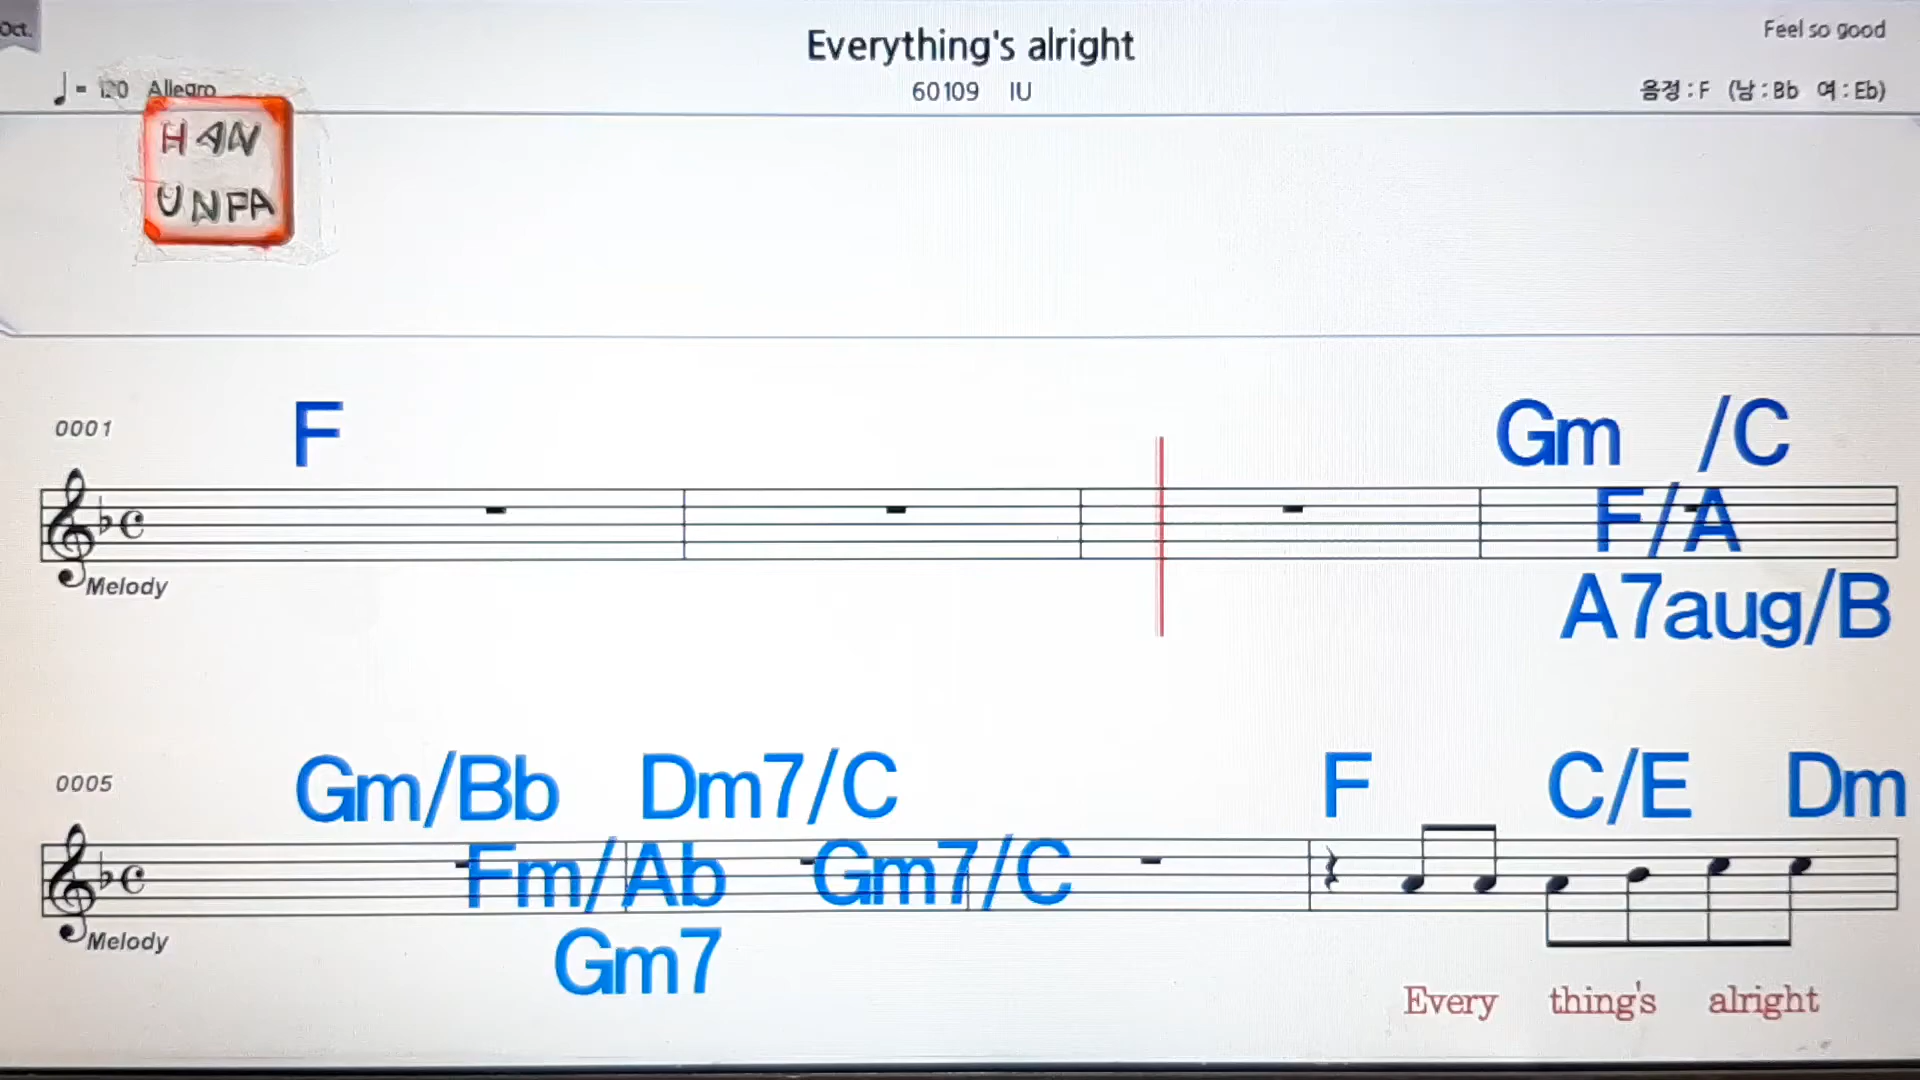 Oct.
Everything's alright
Feel so good
= 120 Allegro
60109 IU
음정 : F (남 : Bb 여 : Eb)
HAN
UNPA
0001
F
Gm /C
F/A
A7aug/B
Melody
0005
Gm/Bb Dm7/C F C/E Dm
Fm/Ab Gm7/C
Gm7
Melody
Every thing's alright